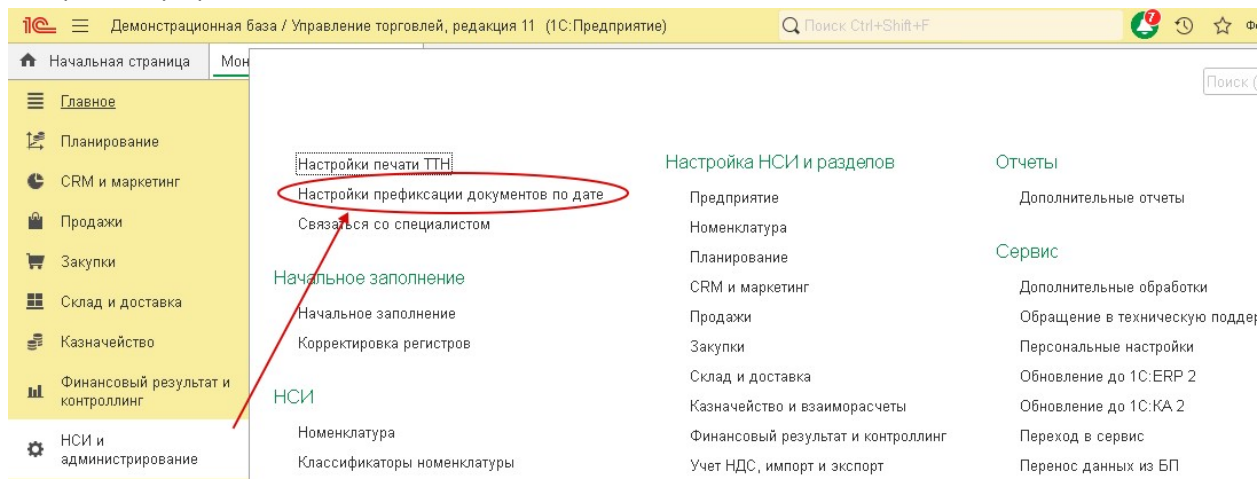 1С Демонстрационная база / Управление торговлей, редакция 11 (1С:Предприятие)
Поиск Ctrl+Shift+F
7
Начальная страница
Главное
Планирование
CRM и маркетинг
Продажи
Закупки
Склад и доставка
Казначейство
Финансовый результат и
контроллинг
НСИ и
администрирование
Поиск (
Настройки печати ТТН
Настройки префиксации документов по дате
Связаться со специалистом
Начальное заполнение
Начальное заполнение
Корректировка регистров
НСИ
Номенклатура
Классификаторы номенклатуры
Настройка НСИ и разделов
Предприятие
Номенклатура
Планирование
CRM и маркетинг
Продажи
Закупки
Склад и доставка
Казначейство и взаиморасчеты
Финансовый результат и контроллинг
Учет НДС, импорт и экспорт
Отчеты
Дополнительные отчеты
Сервис
Дополнительные обработки
Обращение в техническую
Персональные настройки
Обновление до 1С:ERP 2
Обновление до 1С:КА 2
Переход в сервис
Перенос данных из БП